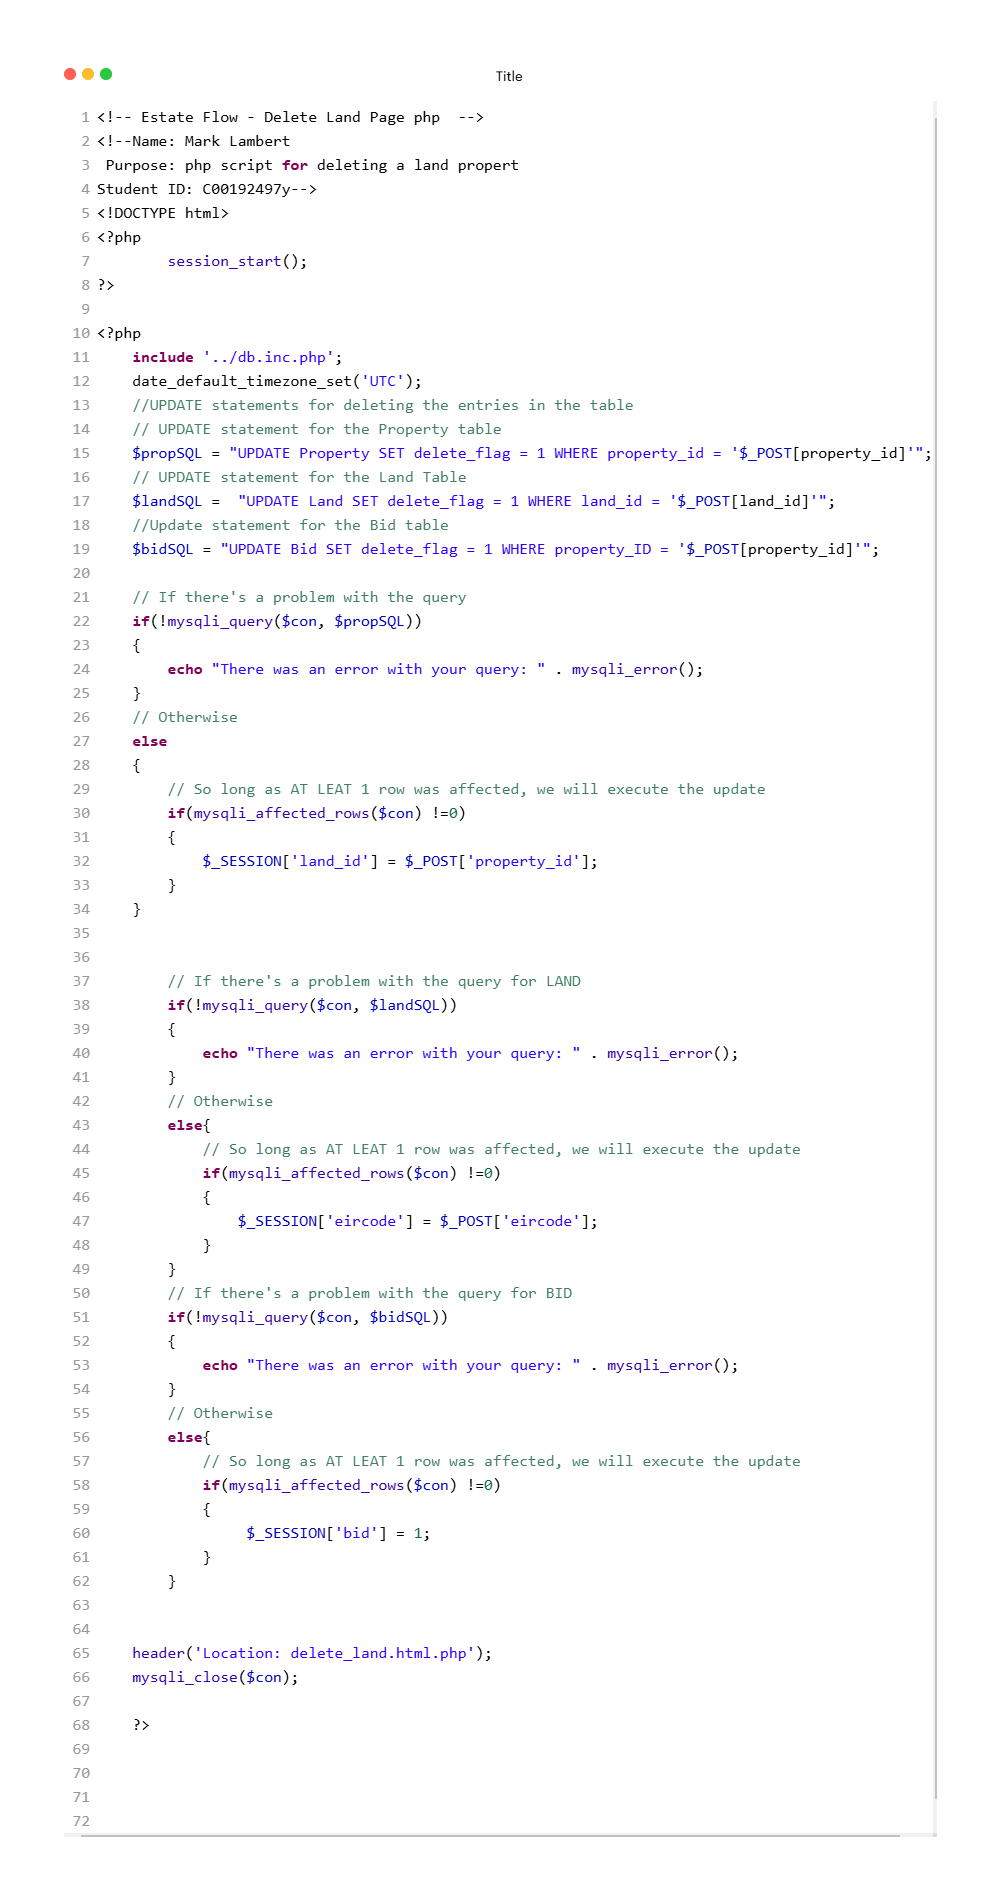 Title
1 <!-- Estate Flow - Delete Land Page php  -->
2 <!--Name: Mark Lambert
3  Purpose: php script for deleting a land propert
4 Student ID: C00192497y-->
5 <!DOCTYPE html>
6 <?php
7         session_start();
8 ?>
9
10 <?php
11     include '../db.inc.php';
12     date_default_timezone_set('UTC');
13     //UPDATE statements for deleting the entries in the table
14     // UPDATE statement for the Property table
15     $propSQL = "UPDATE Property SET delete_flag = 1 WHERE property_id = '$_POST[property_id]'";
16     // UPDATE statement for the Land Table
17     $landSQL =  "UPDATE Land SET delete_flag = 1 WHERE land_id = '$_POST[land_id]'";
18     //Update statement for the Bid table
19     $bidSQL = "UPDATE Bid SET delete_flag = 1 WHERE property_ID = '$_POST[property_id]'";
20
21     // If there's a problem with the query
22     if(!mysqli_query($con, $propSQL))
23     {
24         echo "There was an error with your query: " . mysqli_error();
25     }
26     // Otherwise
27     else
28     {
29         // So long as AT LEAT 1 row was affected, we will execute the update
30         if(mysqli_affected_rows($con) !=0)
31         {
32             $_SESSION['land_id'] = $_POST['property_id'];
33         }
34     }
35
36
37         // If there's a problem with the query for LAND
38         if(!mysqli_query($con, $landSQL))
39         {
40             echo "There was an error with your query: " . mysqli_error();
41         }
42         // Otherwise
43         else{
44             // So long as AT LEAT 1 row was affected, we will execute the update
45             if(mysqli_affected_rows($con) !=0)
46             {
47                 $_SESSION['eircode'] = $_POST['eircode'];
48             }
49         }
50         // If there's a problem with the query for BID
51         if(!mysqli_query($con, $bidSQL))
52         {
53             echo "There was an error with your query: " . mysqli_error();
54         }
55         // Otherwise
56         else{
57             // So long as AT LEAT 1 row was affected, we will execute the update
58             if(mysqli_affected_rows($con) !=0)
59             {
60                  $_SESSION['bid'] = 1;
61             }
62         }
63
64
65     header('Location: delete_land.html.php');
66     mysqli_close($con);
67
68     ?>
69
70
71
72